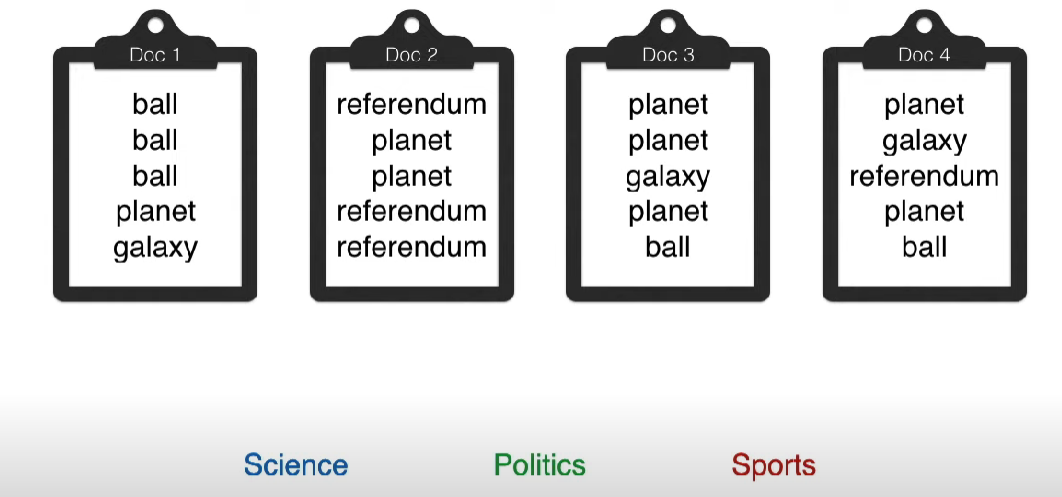 Doc 1
ball
ball
ball
planet
galaxy
Doc 2
referendum
planet
planet
referendum
referendum
Doc 3
planet
planet
galaxy
planet
ball
Doc 4
planet
galaxy
referendum
planet
ball
Science
Politics
Sports